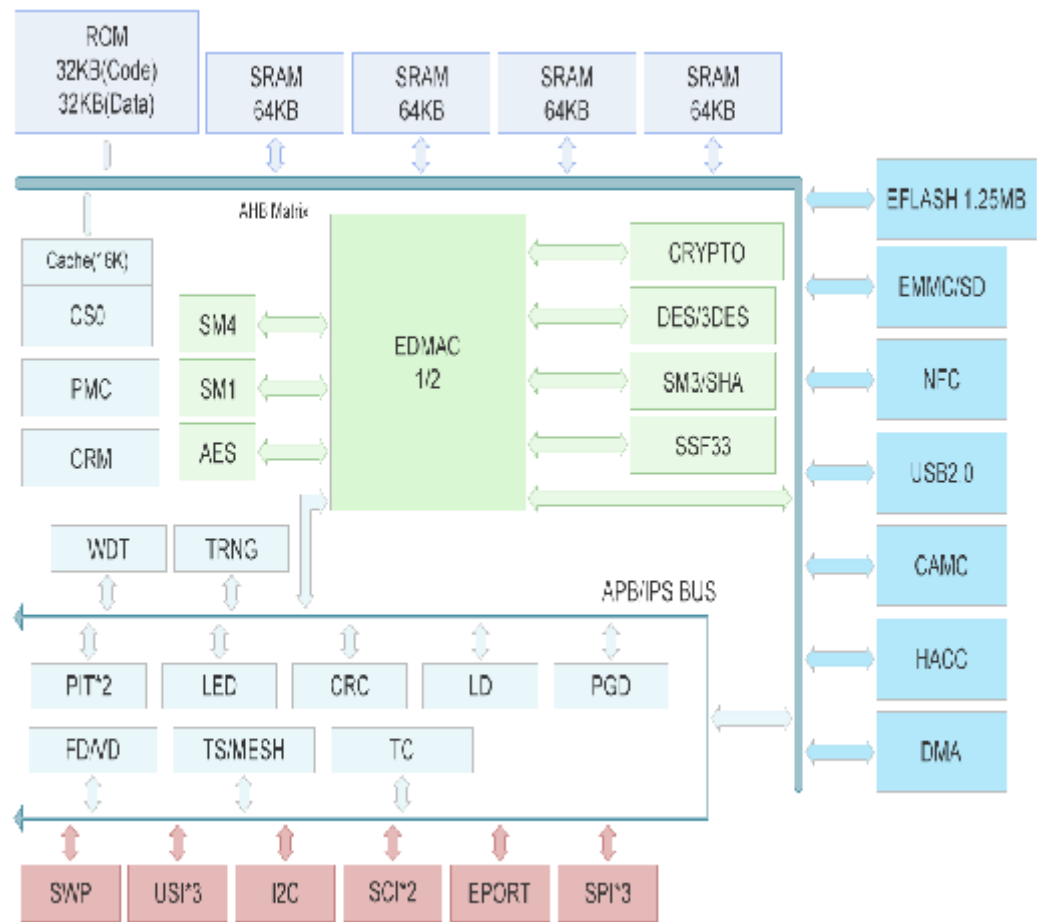 ROM
32KB(Code)
32KB(Data)
SRAM
64KB
SRAM
64KB
SRAM
64KB
SRAM
64KB
AHB Matrix
EFLASH 1.25MB
EMMC/SD
NFC
USB2.0
CAMC
HACC
DMA
Cache(16K)
CS0
PMC
CRM
SM4
SM1
AES
EDMAC
1/2
CRYPTO
DES/3DES
SM3/SHA
SSF33
WDT
TRNG
APB/IPS BUS
PIT*2
LED
CRC
LD
PGD
FD/VD
TS/MESH
TC
SWP
USI*3
I2C
SCI*2
EPORT
SPI*3